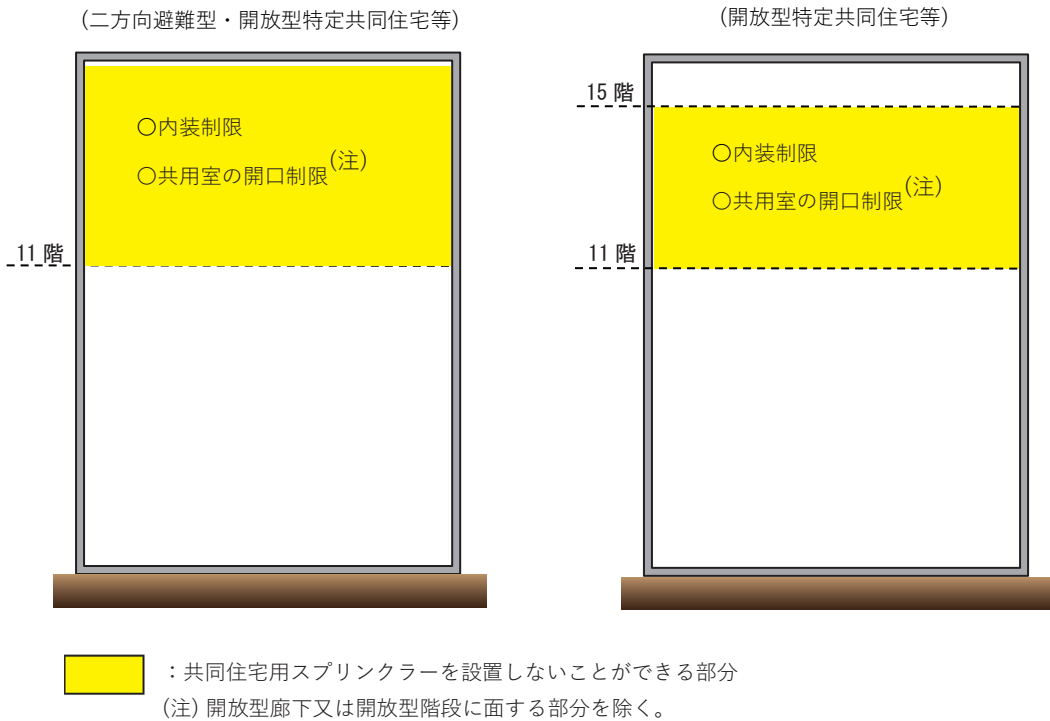 (二方向避難型・開放型特定共同住宅等)
○内装制限
○共用室の開口制限(注)
11 階
(開放型特定共同住宅等)
15 階
○内装制限
○共用室の開口制限(注)
11 階
：共同住宅用スプリンクラーを設置しないことができる部分
(注) 開放型廊下又は開放型階段に面する部分を除く。